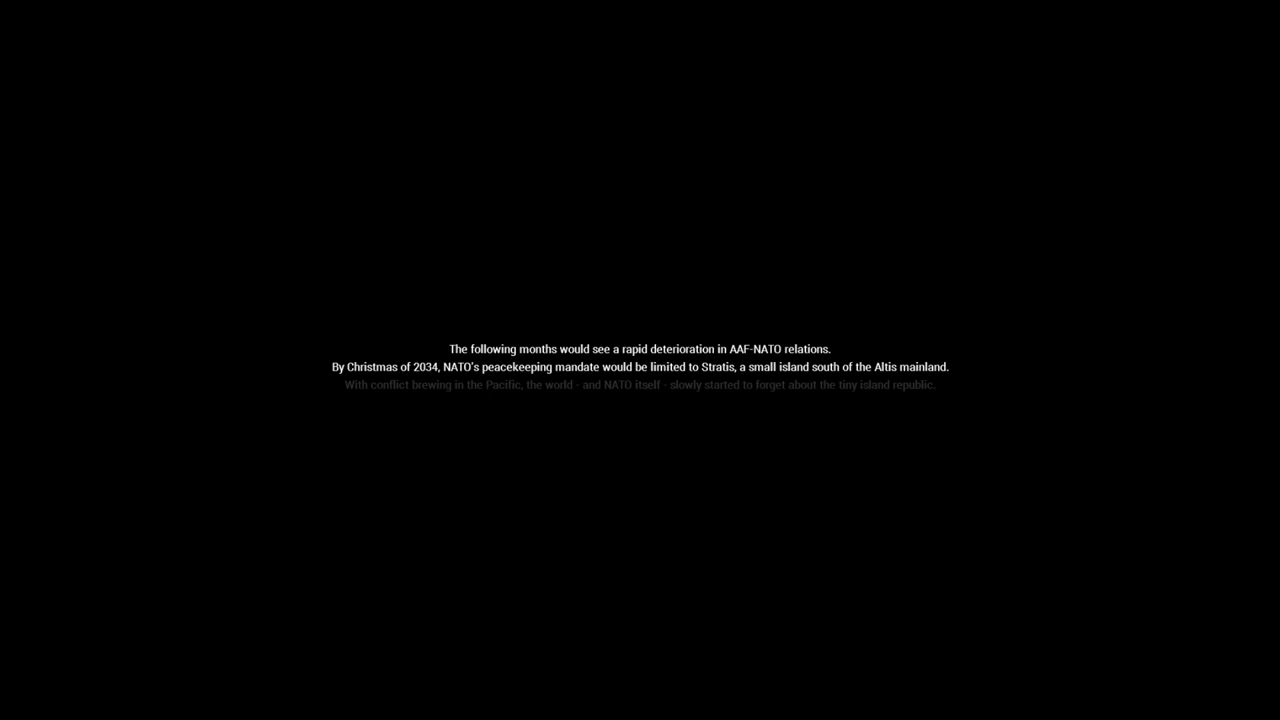 The following months would see a rapid deterioration in AAF-NATO relations.
By Christmas of 2034, NATO's peacekeeping mandate would be limited to Stratis, a small island south of the Altis mainland.
With conflict brewing in the Pacific, the world - and NATO itself - slowly started to forget about the tiny island republic.